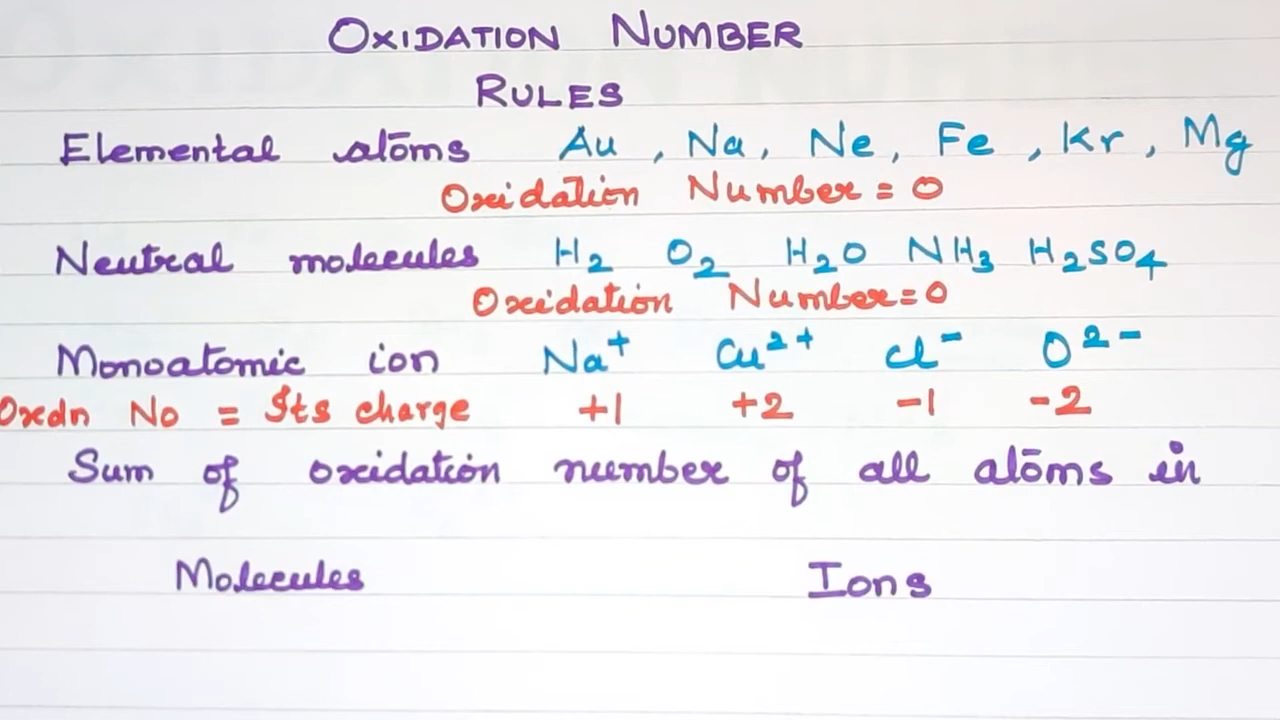 OXIDATION NUMBER
RULES
Elemental atoms Au , Na, Ne, Fe , Kr , Mg
Oxidation Number = 0
Neutral molecules H₂ O₂ H₂O NH₃ H₂SO₄
Oxidation Number = 0
Monoatomic ion Na⁺ Cu²⁺ Cl⁻ O²⁻
Oxdn No = Its charge +1 +2 -1 -2
Sum of oxidation number of all atoms in
Molecules Ions